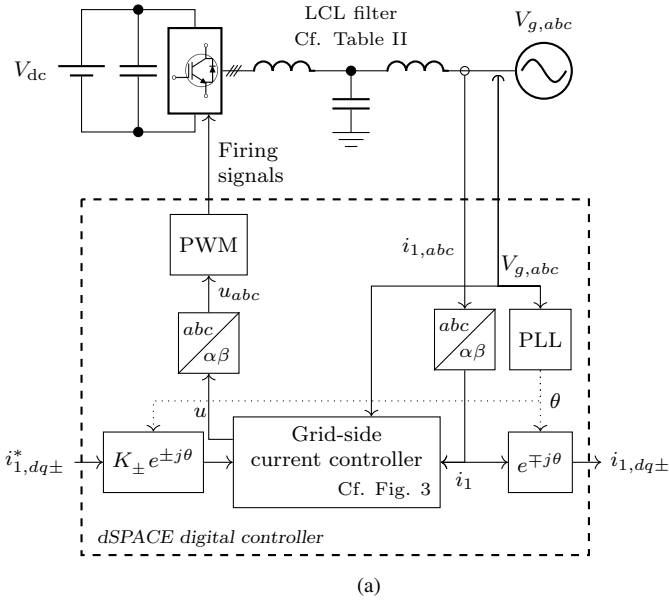 LCL filter
Cf. Table II
V_{g,abc}
V_{dc}
Firing
signals
PWM
i_{1,abc}
V_{g,abc}
u_{abc}
abc
αβ
abc
αβ
PLL
u
θ
Grid-side
current controller
Cf. Fig. 3
i^*_{1,dq±}
K_± e^{±jθ}
i_1
e^{∓jθ}
i_{1,dq±}
dSPACE digital controller
(a)